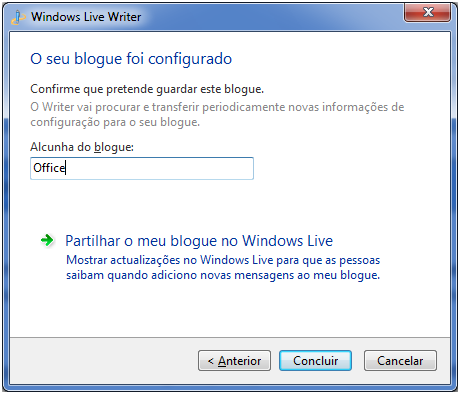 Windows Live Writer
O seu blogue foi configurado
Confirme que pretende guardar este blogue.
O Writer vai procurar e transferir periodicamente novas informações de
configuração para o seu blogue.
Alcunha do blogue:
Office
Partilhar o meu blogue no Windows Live
Mostrar actualizações no Windows Live para que as pessoas
saibam quando adiciono novas mensagens ao meu blogue.
< Anterior Concluir Cancelar